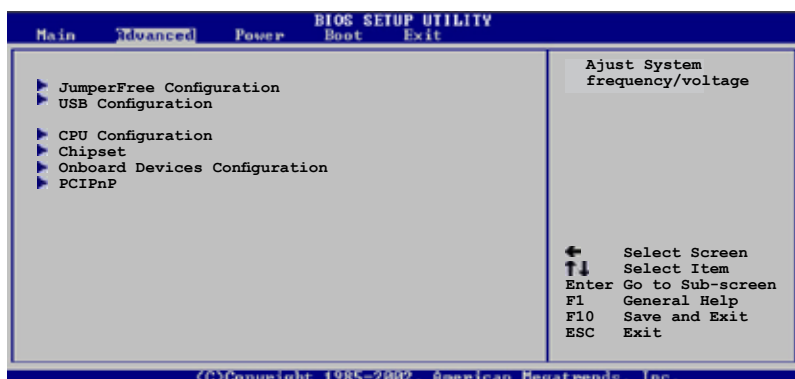 BIOS SETUP UTILITY
Main Advanced Power Boot Exit
JumperFree Configuration
USB Configuration
CPU Configuration
Chipset
Onboard Devices Configuration
PCIPnP
Ajust System
frequency/voltage
← Select Screen
↑↓ Select Item
Enter Go to Sub-screen
F1 General Help
F10 Save and Exit
ESC Exit
(C)Copyright 1985-2002, American Megatrends, Inc